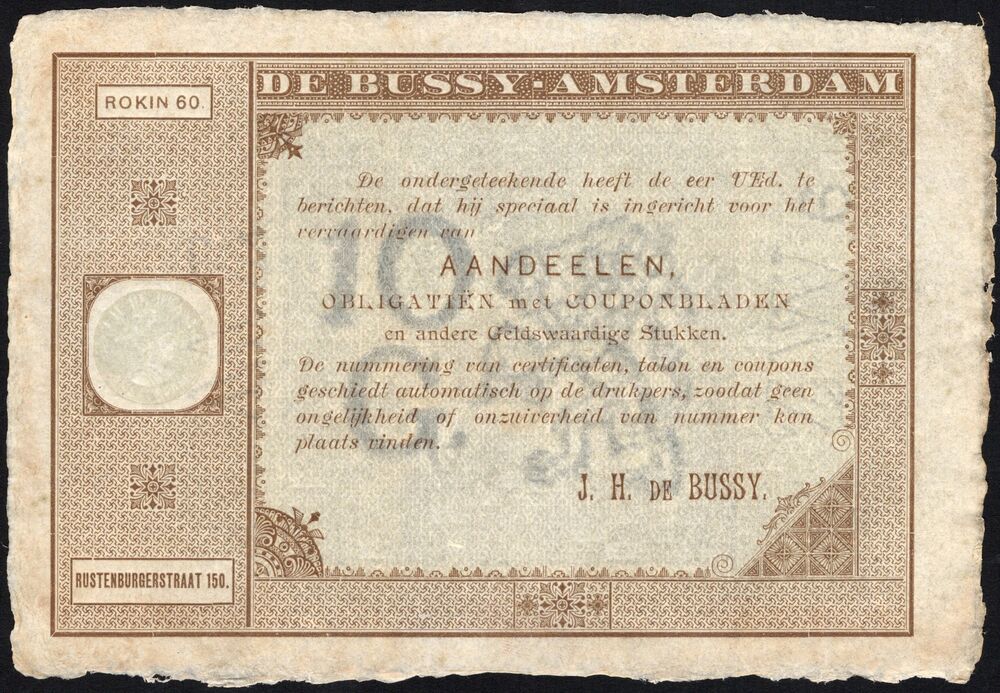 DE BUSSY-AMSTERDAM
ROKIN 60.
De ondergeteekende heeft de eer UEd. te
berichten, dat hij speciaal is ingericht voor het
vervaardigen van
AANDEELEN,
OBLIGATIËN met COUPONBLADEN
en andere Geldswaardige Stukken.
De nummering van certificaten, talon en coupons
geschiedt automatisch op de drukpers, zoodat geen
ongelijkheid of onzuiverheid van nummer kan
plaats vinden.
J. H. DE BUSSY.
RUSTENBURGERSTRAAT 150.